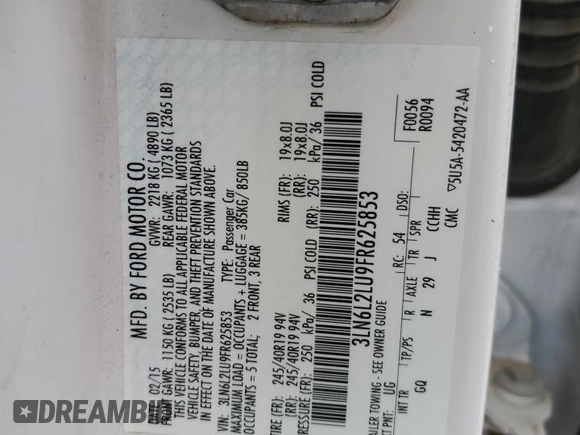 MFD. BY FORD MOTOR CO.
DATE: 02/15 GVWR: 2218 KG ( 4890 LB)
FRONT GAWR: 1150 KG ( 2535 LB) REAR GAWR: 1073 KG ( 2365 LB)
THIS VEHICLE CONFORMS TO ALL APPLICABLE FEDERAL MOTOR
VEHICLE SAFETY, BUMPER, AND THEFT PREVENTION STANDARDS
IN EFFECT ON THE DATE OF MANUFACTURE SHOWN ABOVE.
VIN: 3LN6L2LU9FR625853 TYPE: Passenger Car
MAXIMUM LOAD = OCCUPANTS + LUGGAGE = 385KG/ 850LB
OCCUPANTS = 5 TOTAL; 2 FRONT, 3 REAR
TIRE (FR): 245/40R19 94V RIMS (FR): 19x8.0J
(RR): 245/40R19 94V (RR): 19x8.0J
PRESSURE (FR): 250 kPa/ 36 PSI COLD (RR): 250 kPa/ 36 PSI COLD
3LN6L2LU9FR625853
TRAILER TOWING - SEE OWNER GUIDE
F0056
R0094
EXT PNT: UG RC: 54 DSO:
INT TR TP/PS R AXLE TR SPR
GQ N 29 J CCHH
CMC ▽5U5A-5420472-AA
DREAMBI